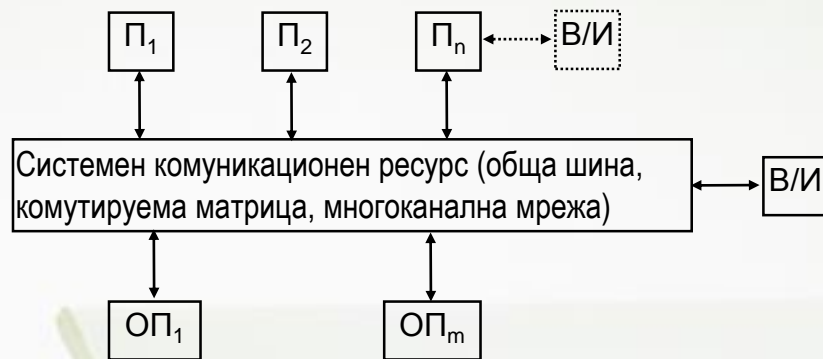 П₁ П₂ Пₙ В/И
Системен комуникационен ресурс (обща шина,
комутируема матрица, многоканална мрежа)
В/И
ОП₁ ОПₘ